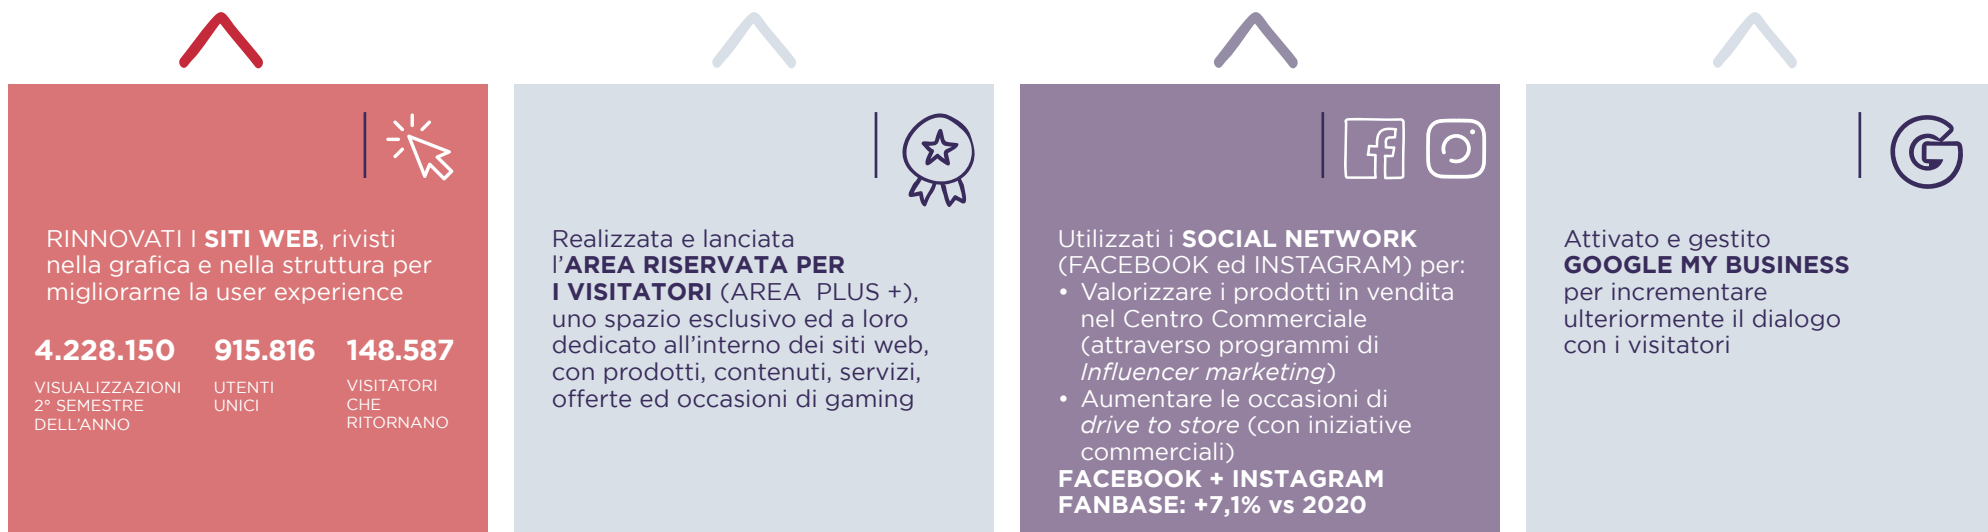 RINNOVATI I SITI WEB, rivisti
nella grafica e nella struttura per
migliorarne la user experience
4.228.150
VISUALIZZAZIONI
2° SEMESTRE
DELL'ANNO
915.816
UTENTI
UNICI
148.587
VISITATORI
CHE
RITORNANO
Realizzata e lanciata
l'AREA RISERVATA PER
I VISITATORI (AREA PLUS +),
uno spazio esclusivo ed a loro
dedicato all'interno dei siti web,
con prodotti, contenuti, servizi,
offerte ed occasioni di gaming
Utilizzati i SOCIAL NETWORK
(FACEBOOK ed INSTAGRAM) per:
• Valorizzare i prodotti in vendita
nel Centro Commerciale
(attraverso programmi di
Influencer marketing)
• Aumentare le occasioni di
drive to store (con iniziative
commerciali)
FACEBOOK + INSTAGRAM
FANBASE: +7,1% vs 2020
Attivato e gestito
GOOGLE MY BUSINESS
per incrementare
ulteriormente il dialogo
con i visitatori